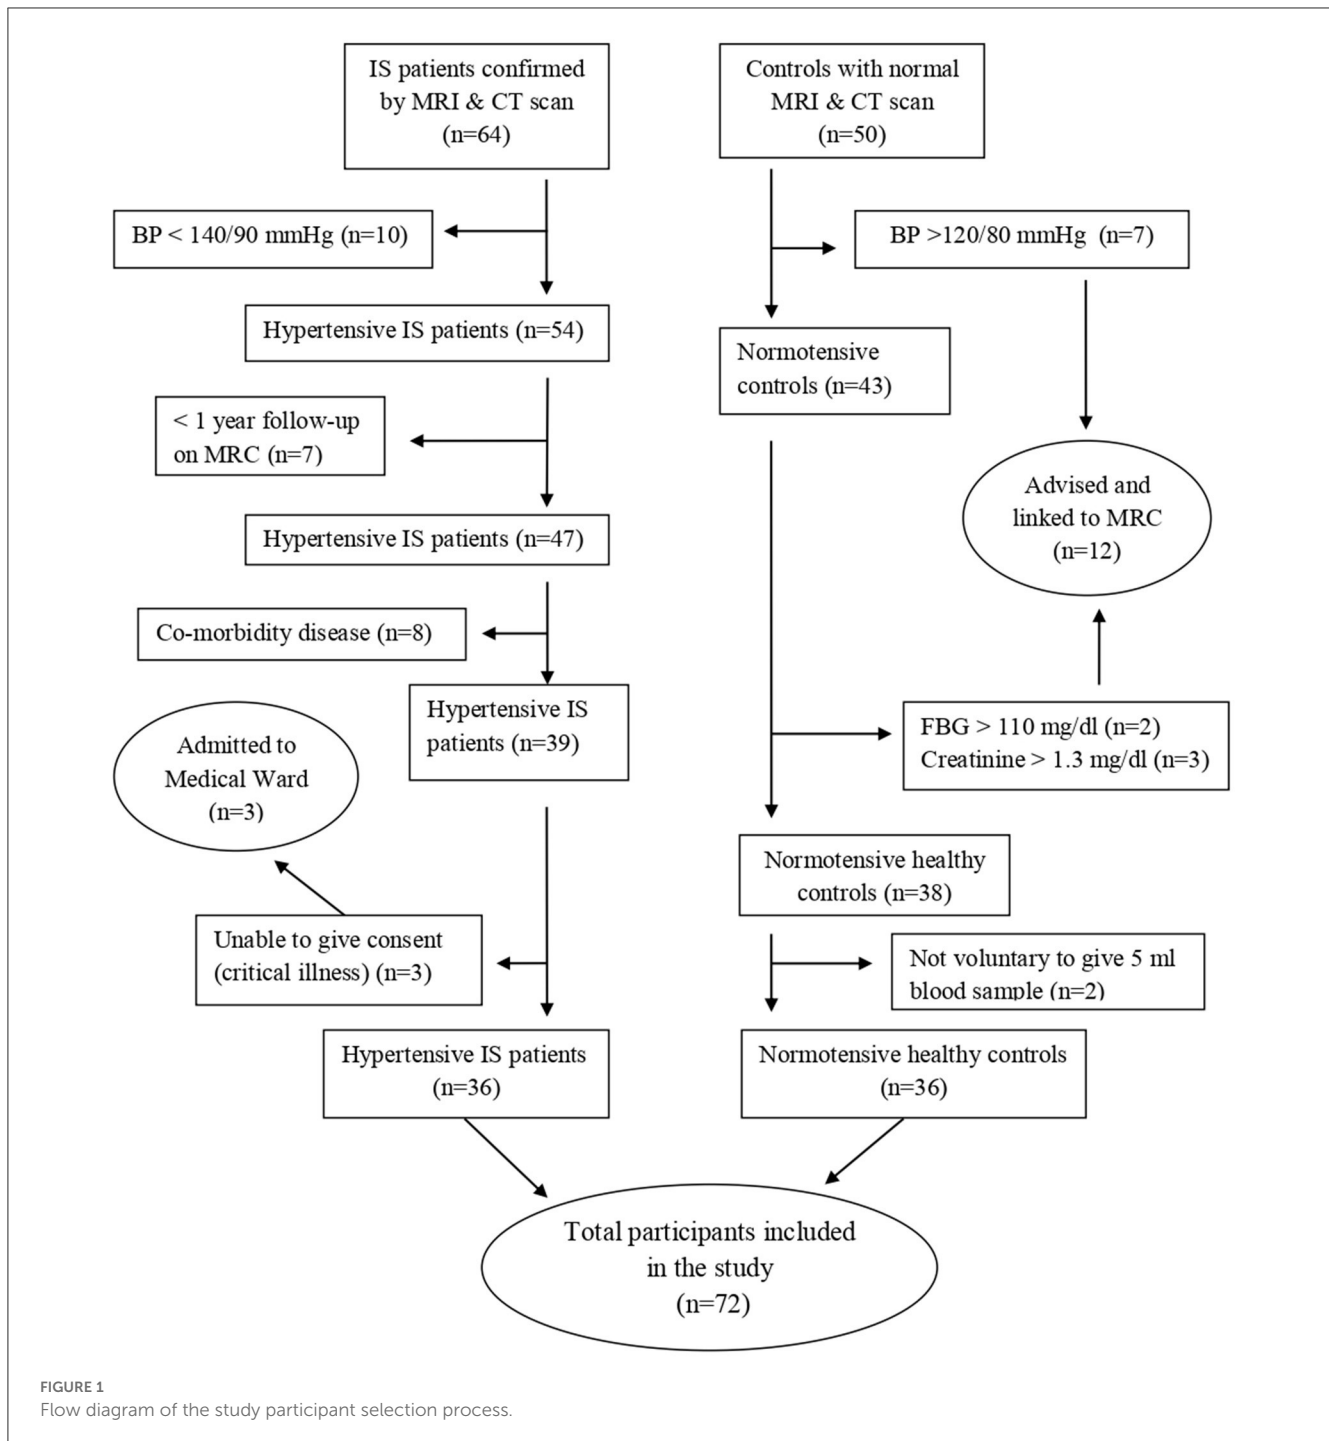 IS patients confirmed
by MRI & CT scan
(n=64)
Controls with normal
MRI & CT scan
(n=50)
BP < 140/90 mmHg (n=10)
BP >120/80 mmHg (n=7)
Hypertensive IS patients (n=54)
Normotensive
controls (n=43)
< 1 year follow-up
on MRC (n=7)
Advised and
linked to MRC
(n=12)
Hypertensive IS patients (n=47)
Co-morbidity disease (n=8)
Hypertensive IS
patients (n=39)
FBG > 110 mg/dl (n=2)
Creatinine > 1.3 mg/dl (n=3)
Admitted to
Medical Ward
(n=3)
Normotensive healthy
controls (n=38)
Unable to give consent
(critical illness) (n=3)
Not voluntary to give 5 ml
blood sample (n=2)
Hypertensive IS patients
(n=36)
Normotensive healthy controls
(n=36)
Total participants included
in the study
(n=72)
FIGURE 1
Flow diagram of the study participant selection process.